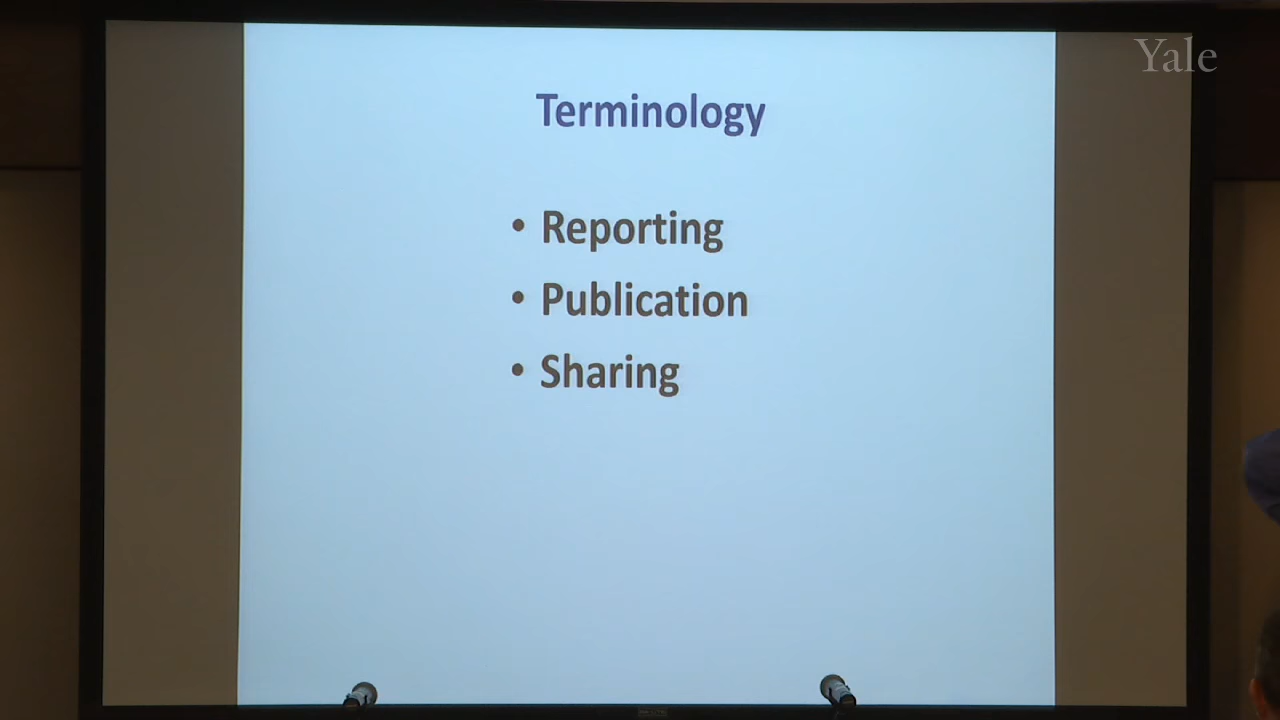 Yale
Terminology
• Reporting
• Publication
• Sharing